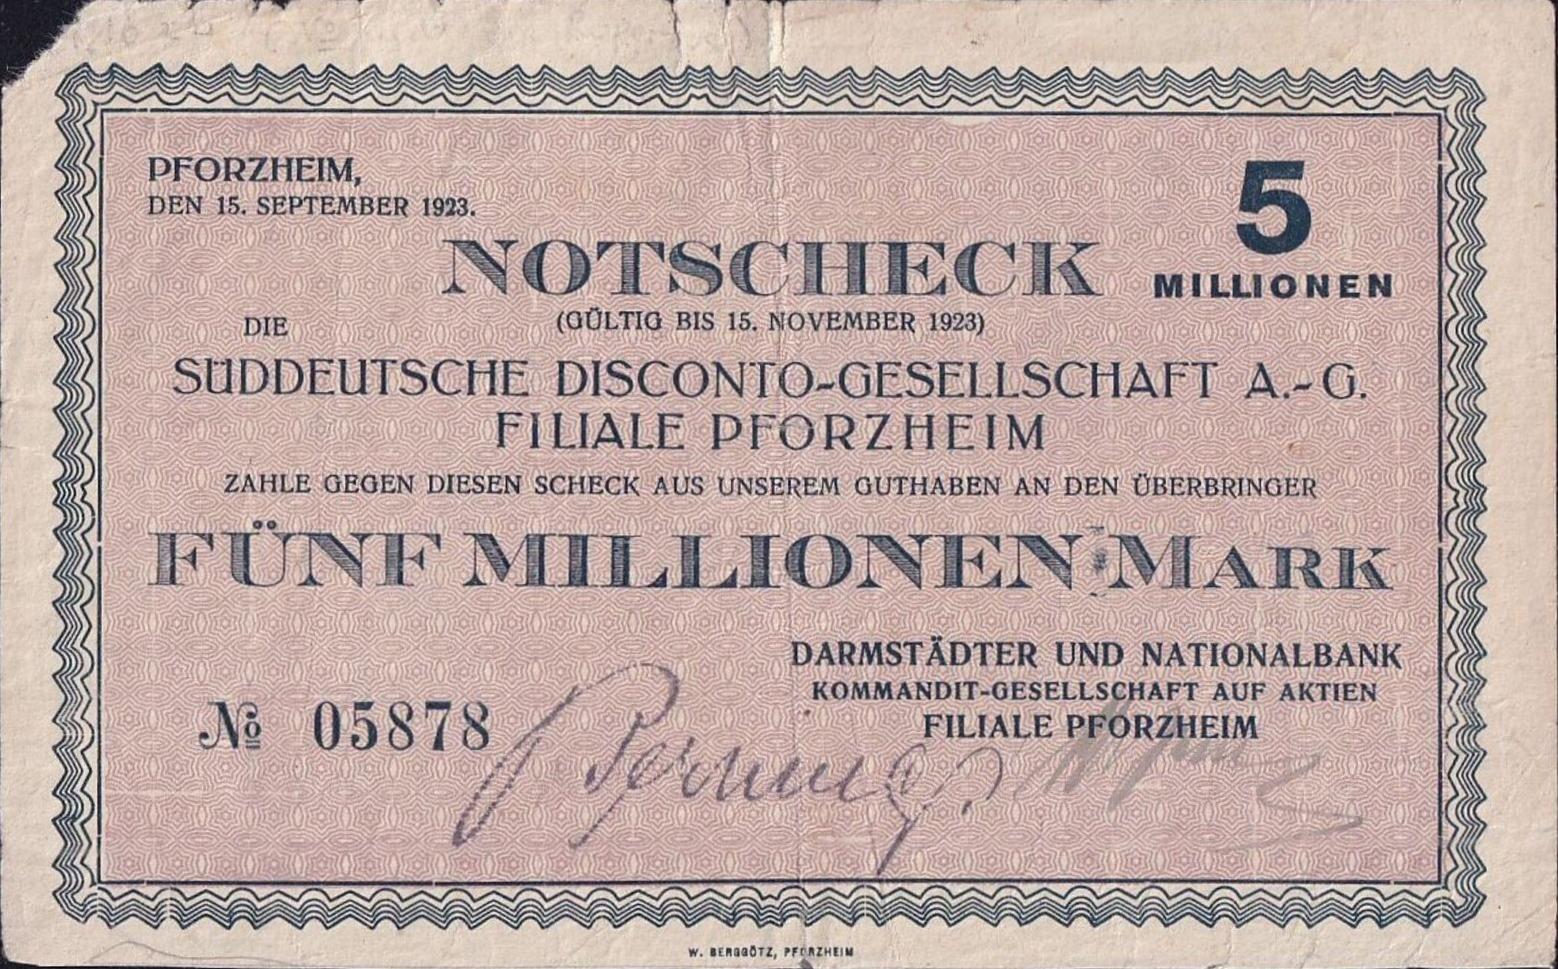 PFORZHEIM,
DEN 15. SEPTEMBER 1923.
5
MILLIONEN
NOTSCHECK
(GÜLTIG BIS 15. NOVEMBER 1923)
DIE
SÜDDEUTSCHE DISCONTO-GESELLSCHAFT A.-G.
FILIALE PFORZHEIM
ZAHLE GEGEN DIESEN SCHECK AUS UNSEREM GUTHABEN AN DEN ÜBERBRINGER
FÜNF MILLIONEN MARK
DARMSTÄDTER UND NATIONALBANK
KOMMANDIT-GESELLSCHAFT AUF AKTIEN
FILIALE PFORZHEIM
№ 05878
W. BERGGÖTZ, PFORZHEIM